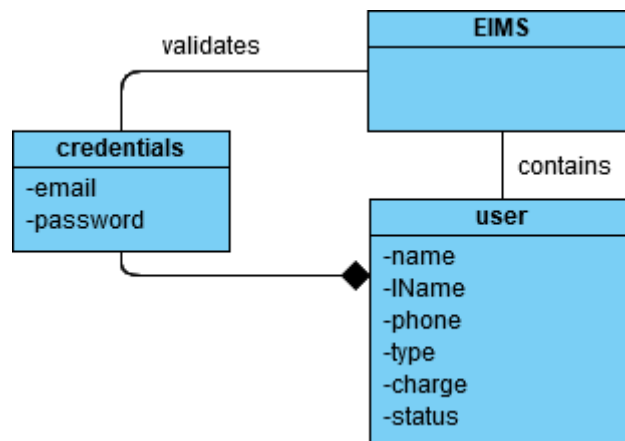 EIMS
validates
credentials
-email
-password
contains
user
-name
-lName
-phone
-type
-charge
-status